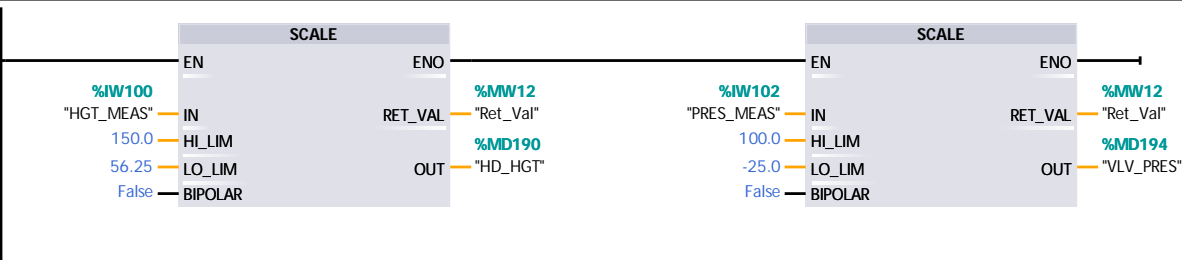 SCALE
EN ENO
%IW100 %MW12
"HGT_MEAS" IN RET_VAL "Ret_Val"
150.0 HI_LIM %MD190
56.25 LO_LIM OUT "HD_HGT"
False BIPOLAR
SCALE
EN ENO
%IW102 %MW12
"PRES_MEAS" IN RET_VAL "Ret_Val"
100.0 HI_LIM %MD194
-25.0 LO_LIM OUT "VLV_PRES"
False BIPOLAR